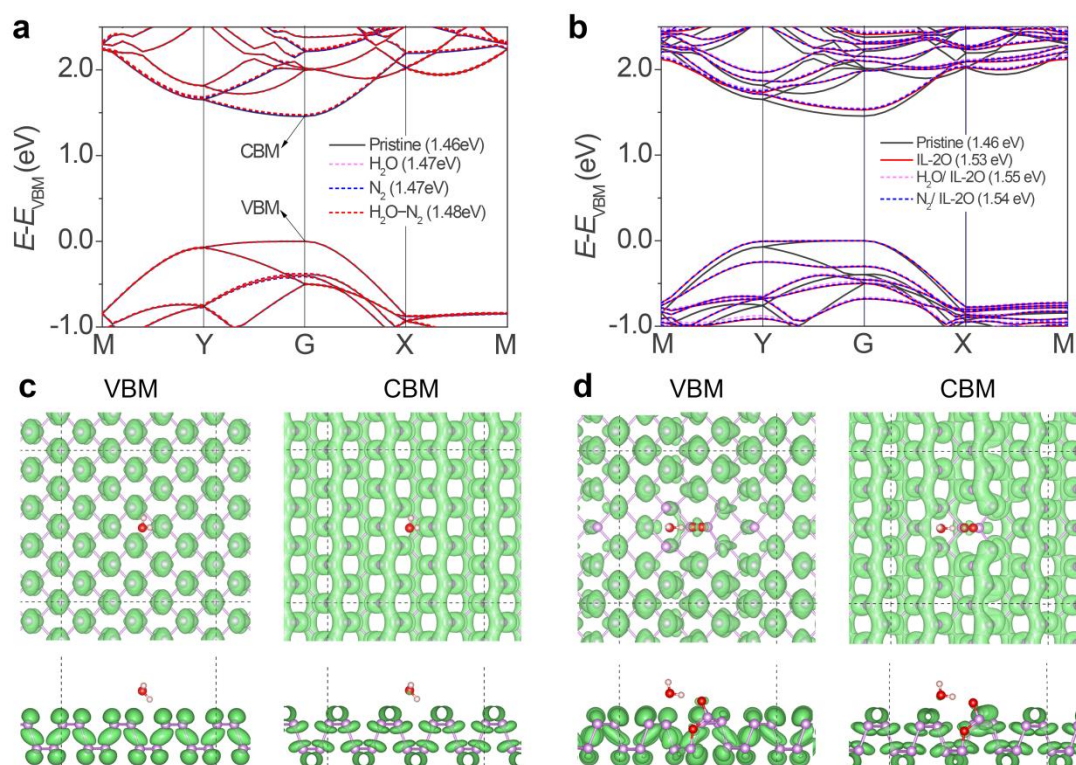 a
2.0
1.0
0.0
-1.0
E-E_VBM (eV)
CBM
VBM
Pristine (1.46eV)
H₂O (1.47eV)
N₂ (1.47eV)
H₂O−N₂ (1.48eV)
M Y G X M
b
2.0
1.0
0.0
-1.0
E-E_VBM (eV)
Pristine (1.46 eV)
IL-2O (1.53 eV)
H₂O/ IL-2O (1.55 eV)
N₂/ IL-2O (1.54 eV)
M Y G X M
c
VBM CBM
d
VBM CBM